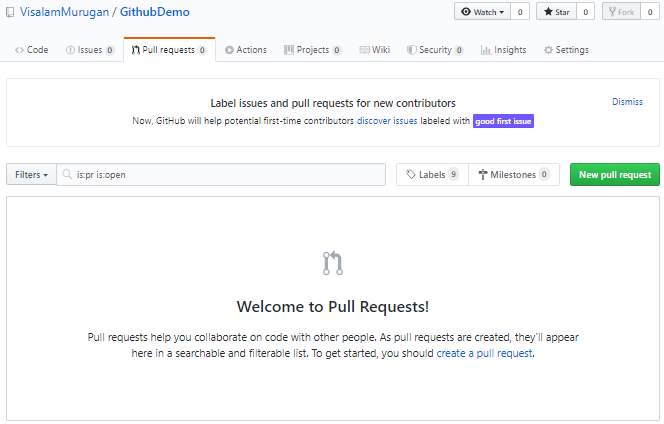 VisalamMurugan / GithubDemo
Watch 0 Star 0 Fork 0
Code Issues 0 Pull requests 0 Actions Projects 0 Wiki Security 0 Insights Settings
Label issues and pull requests for new contributors
Dismiss
Now, GitHub will help potential first-time contributors discover issues labeled with good first issue
Filters is:pr is:open Labels 9 Milestones 0 New pull request
Welcome to Pull Requests!
Pull requests help you collaborate on code with other people. As pull requests are created, they'll appear
here in a searchable and filterable list. To get started, you should create a pull request.